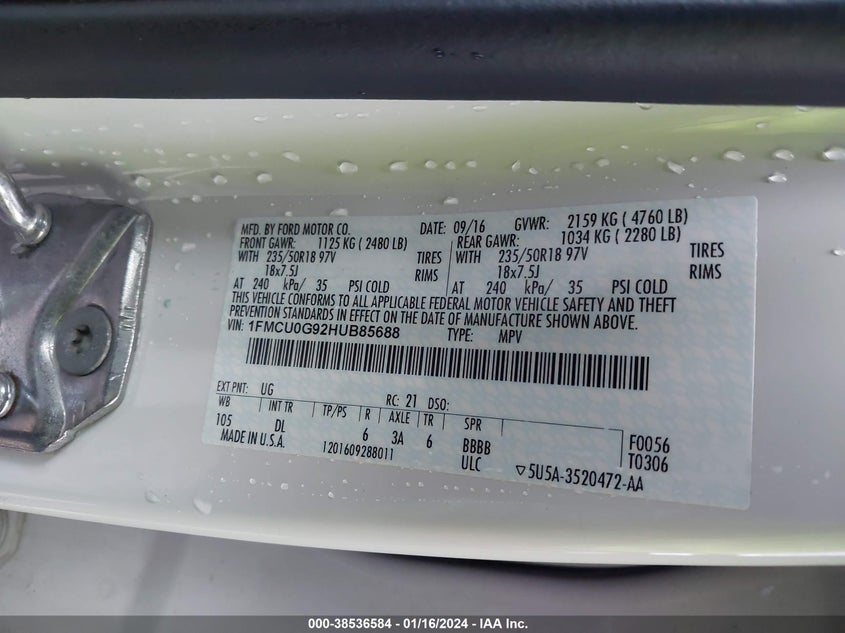 MFD. BY FORD MOTOR CO. DATE: 09/16 GVWR: 2159 KG ( 4760 LB)
FRONT GAWR: 1125 KG ( 2480 LB) REAR GAWR: 1034 KG ( 2280 LB)
WITH 235/50R18 97V TIRES WITH 235/50R18 97V TIRES
18x7.5J RIMS 18x7.5J RIMS
AT 240 kPa/ 35 PSI COLD AT 240 kPa/ 35 PSI COLD
THIS VEHICLE CONFORMS TO ALL APPLICABLE FEDERAL MOTOR VEHICLE SAFETY AND THEFT
PREVENTION STANDARDS IN EFFECT ON THE DATE OF MANUFACTURE SHOWN ABOVE.
VIN: 1FMCU0G92HUB85688 TYPE: MPV
EXT PNT: UG RC: 21 DSO:
WB INT TR TP/PS R AXLE TR SPR
105 DL 6 3A 6 BBBB F0056
MADE IN U.S.A. 1201609288011 ULC T0306
▽5U5A-3520472-AA
000-38536584 - 01/16/2024 - IAA Inc.